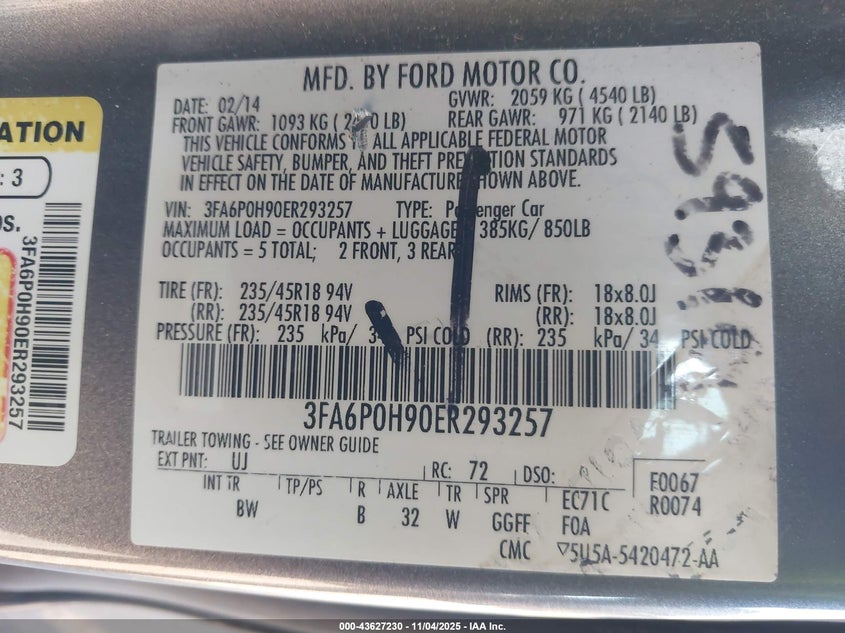 MFD. BY FORD MOTOR CO.
DATE: 02/14
GVWR: 2059 KG ( 4540 LB)
FRONT GAWR: 1093 KG ( LB)
REAR GAWR: 971 KG ( 2140 LB)
THIS VEHICLE CONFORMS ALL APPLICABLE FEDERAL MOTOR
VEHICLE SAFETY, BUMPER, AND THEFT PREVENTION STANDARDS
IN EFFECT ON THE DATE OF MANUFACTURE SHOWN ABOVE.
VIN: 3FA6P0H90ER293257 TYPE: Passenger Car
MAXIMUM LOAD = OCCUPANTS + LUGGAGE = 385KG/ 850LB
OCCUPANTS = 5 TOTAL; 2 FRONT, 3 REAR
TIRE (FR): 235/45R18 94V RIMS (FR): 18x8.0J
(RR): 235/45R18 94V (RR): 18x8.0J
PRESSURE (FR): 235 kPa/ 34 PSI COLD (RR): 235 kPa/ 34 PSI COLD
3FA6P0H90ER293257
TRAILER TOWING - SEE OWNER GUIDE
EXT PNT: UJ RC: 72 DSO:
INT TR TP/PS R AXLE TR SPR
BW B 32 W GGFF
EC71C
F0A
F0067
R0074
CMC 5U5A-5420472-AA
ATION
: 3
3FA6P0H90ER293257
000-43627230 - 11/04/2025 - IAA Inc.